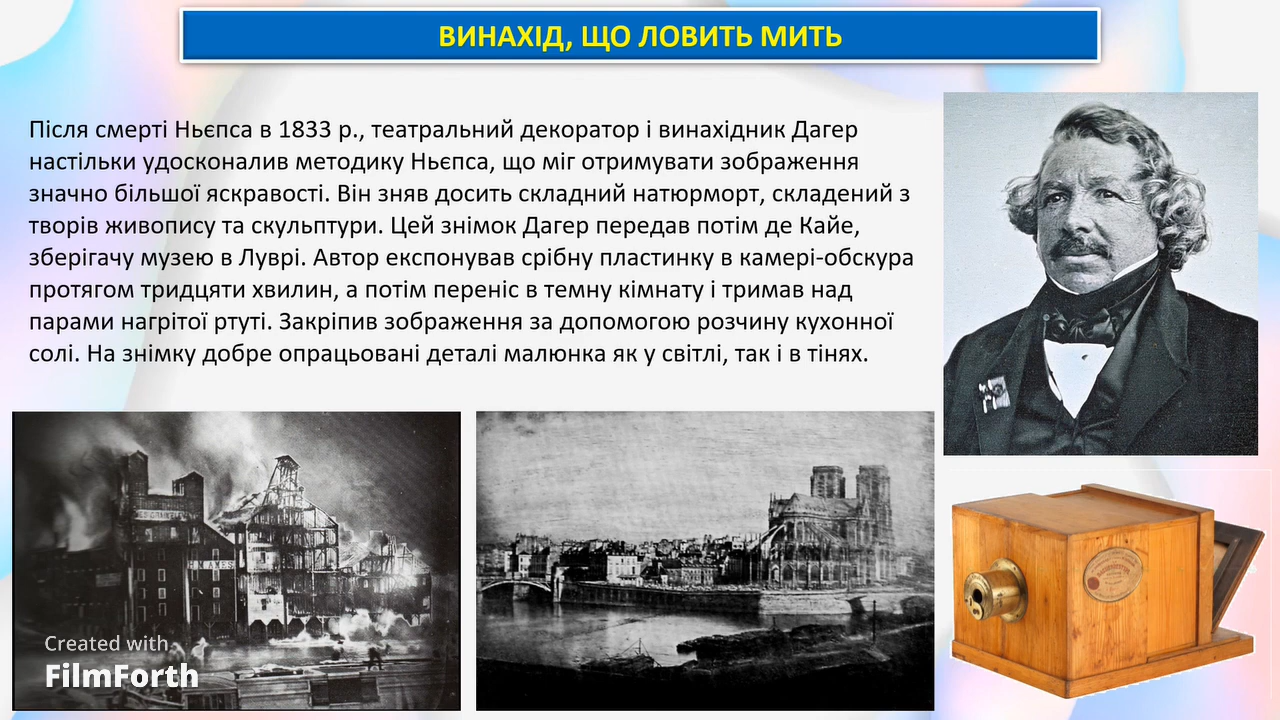 ВИНАХІД, ЩО ЛОВИТЬ МИТЬ
Після смерті Ньєпса в 1833 р., театральний декоратор і винахідник Дагер
настільки удосконалив методику Ньєпса, що міг отримувати зображення
значно більшої яскравості. Він зняв досить складний натюрморт, складений з
творів живопису та скульптури. Цей знімок Дагер передав потім де Кайе,
зберігачу музею в Луврі. Автор експонував срібну пластинку в камері-обскура
протягом тридцяти хвилин, а потім переніс в темну кімнату і тримав над
парами нагрітої ртуті. Закріпив зображення за допомогою розчину кухонної
солі. На знімку добре опрацьовані деталі малюнка як у світлі, так і в тінях.
Created with
FilmForth